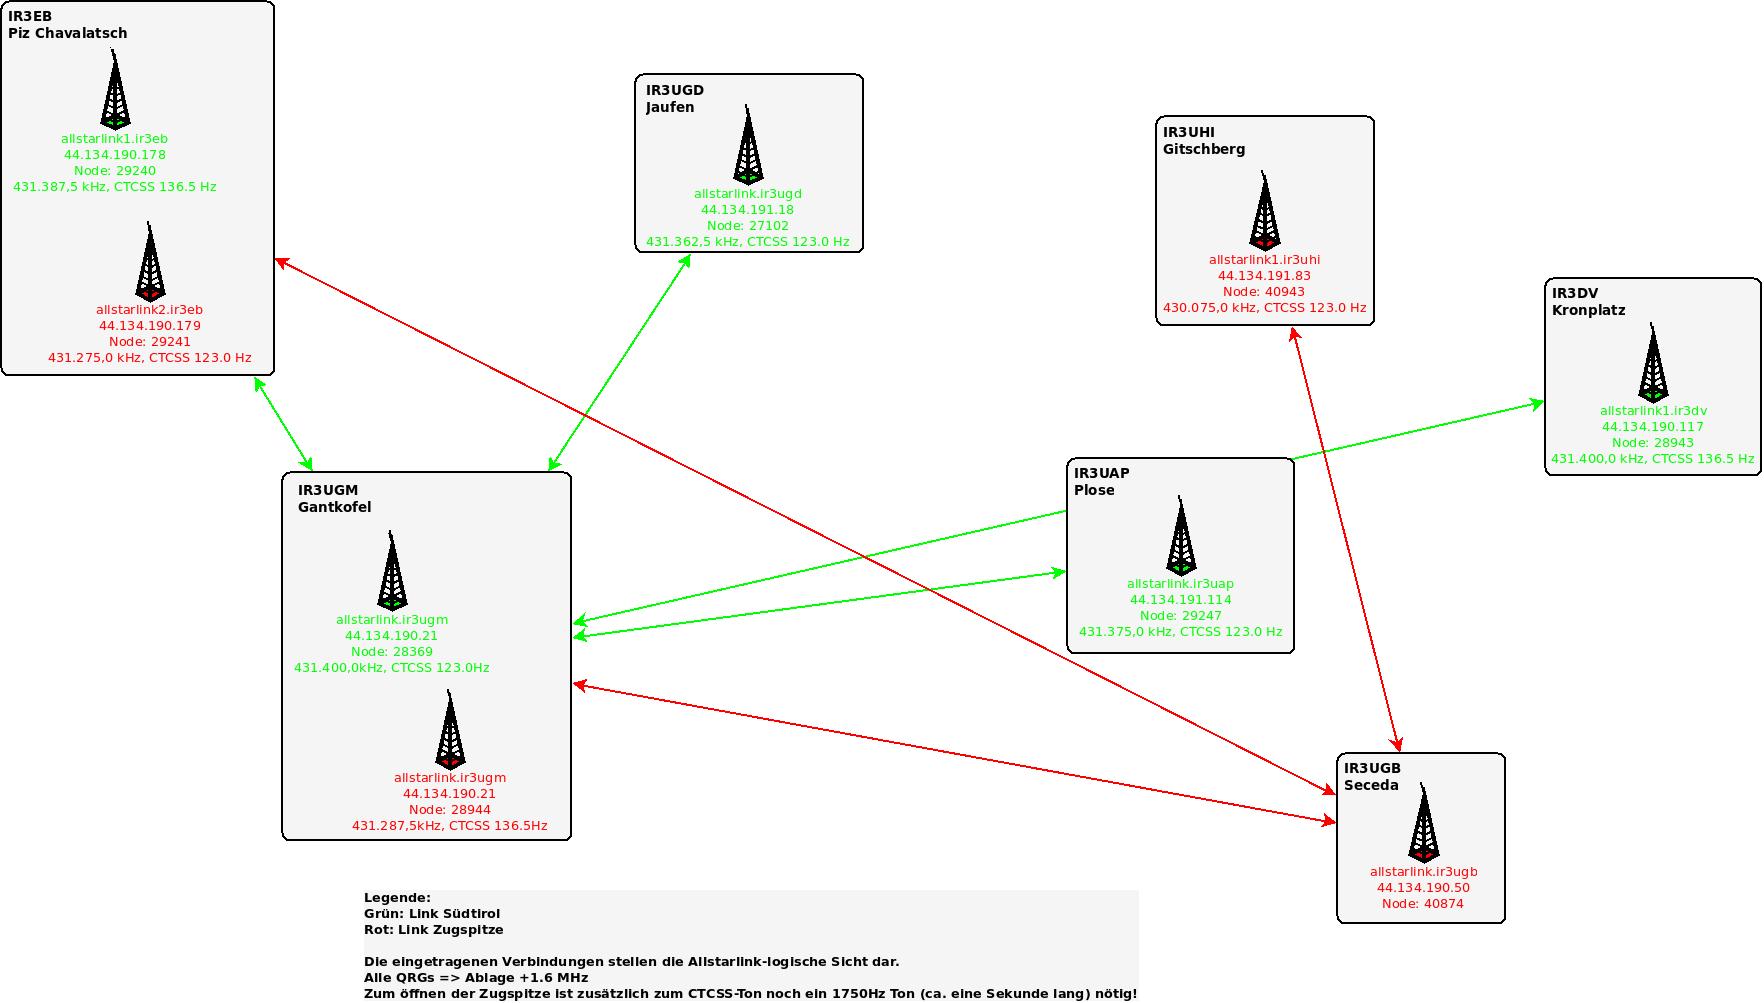 IR3EB
Piz Chavalatsch
allstarlink1.ir3eb
44.134.190.178
Node: 29240
431.387,5 kHz, CTCSS 136.5 Hz
allstarlink2.ir3eb
44.134.190.179
Node: 29241
431.275,0 kHz, CTCSS 123.0 Hz
IR3UGD
Jaufen
allstarlink.ir3ugd
44.134.191.18
Node: 27102
431.362,5 kHz, CTCSS 123.0 Hz
IR3UHI
Gitschberg
allstarlink1.ir3uhi
44.134.191.83
Node: 40943
430.075,0 kHz, CTCSS 123.0 Hz
IR3DV
Kronplatz
allstarlink1.ir3dv
44.134.190.117
Node: 28943
431.400,0 kHz, CTCSS 136.5 Hz
IR3UGM
Gantkofel
allstarlink.ir3ugm
44.134.190.21
Node: 28369
431.400,0kHz, CTCSS 123.0Hz
allstarlink.ir3ugm
44.134.190.21
Node: 28944
431.287,5kHz, CTCSS 136.5Hz
IR3UAP
Plose
allstarlink.ir3uap
44.134.191.114
Node: 29247
431.375,0 kHz, CTCSS 123.0 Hz
IR3UGB
Seceda
allstarlink.ir3ugb
44.134.190.50
Node: 40874
Legende:
Grün: Link Südtirol
Rot: Link Zugspitze
Die eingetragenen Verbindungen stellen die Allstarlink-logische Sicht dar.
Alle QRGs => Ablage +1.6 MHz
Zum öffnen der Zugspitze ist zusätzlich zum CTCSS-Ton noch ein 1750Hz Ton (ca. eine Sekunde lang) nötig!